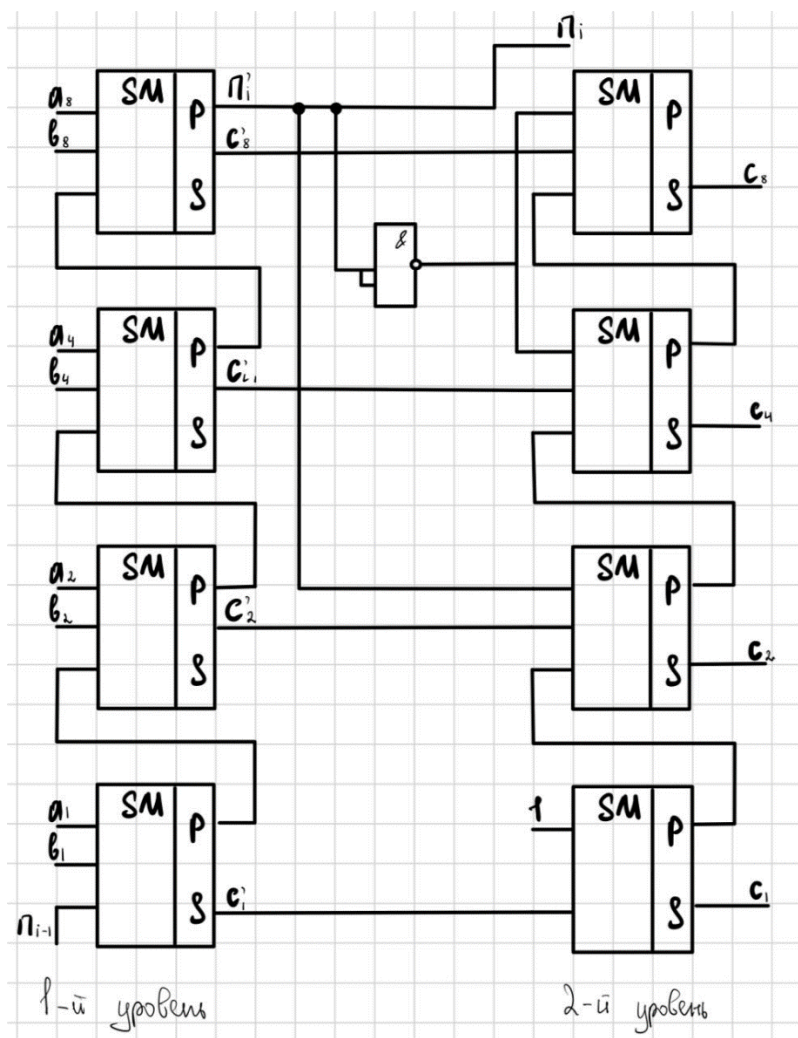 Пi
SM P S
a8
b8
П'i
C'8
SM P S
C8
&
SM P S
a4
b4
C'4
SM P S
C4
SM P S
a2
b2
C'2
SM P S
C2
SM P S
a1
b1
Пi-1
C'1
1
SM P S
C1
1-й уровень
2-й уровень